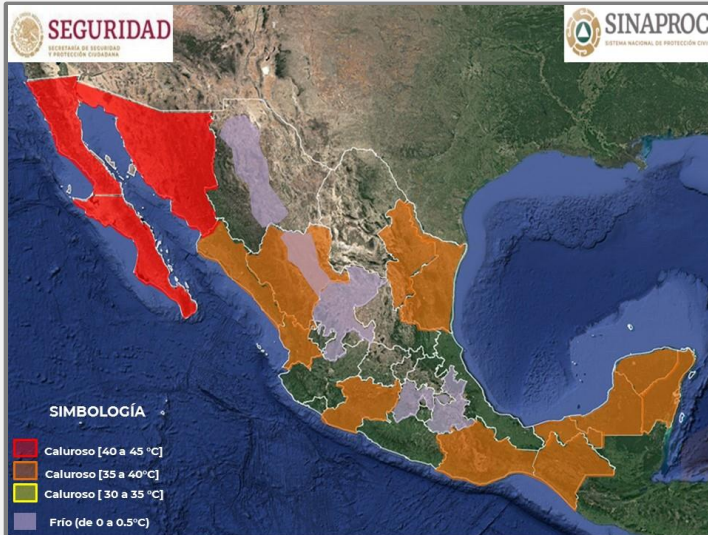 SEGURIDAD
SECRETARÍA DE SEGURIDAD
Y PROTECCIÓN CIUDADANA
SINAPROC
SISTEMA NACIONAL DE PROTECCIÓN CIVI
SIMBOLOGÍA
Caluroso [40 a 45 °C]
Caluroso [35 a 40°C]
Caluroso [ 30 a 35 °C]
Frío (de 0 a 0.5°C)